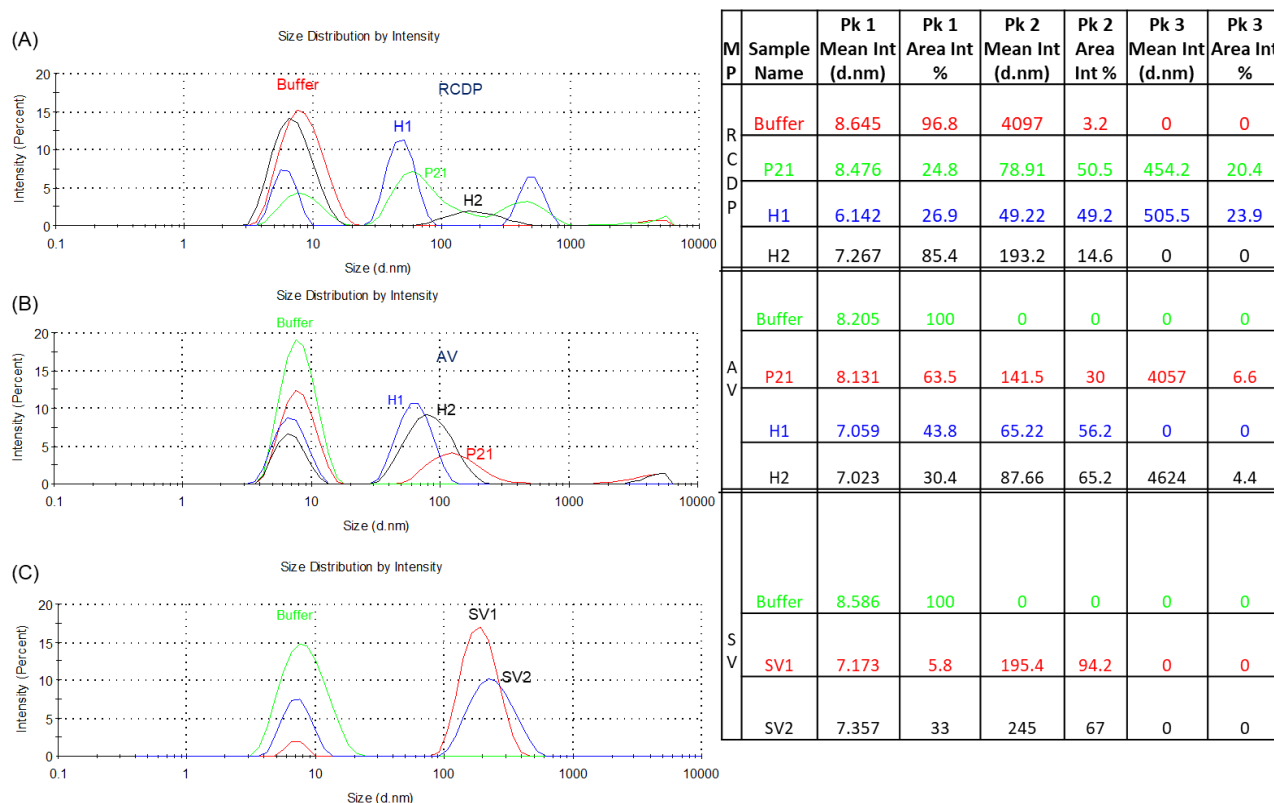 (A)
Size Distribution by Intensity
Intensity (Percent)
20
15
10
5
0
Buffer
RCDP
H1
P21
H2
0.1 1 10 100 1000 10000
Size (d.nm)
(B)
Size Distribution by Intensity
Intensity (Percent)
20
15
10
5
0
Buffer
AV
H1
H2
P21
0.1 1 10 100 1000 10000
Size (d.nm)
(C)
Size Distribution by Intensity
Intensity (Percent)
20
15
10
5
0
Buffer
SV1
SV2
0.1 1 10 100 1000 10000
Size (d.nm)
M P Sample Name Pk 1 Mean Int (d.nm) Pk 1 Area Int % Pk 2 Mean Int (d.nm) Pk 2 Area Int % Pk 3 Mean Int (d.nm) Pk 3 Area Int %
R C D P
Buffer 8.645 96.8 4097 3.2 0 0
P21 8.476 24.8 78.91 50.5 454.2 20.4
H1 6.142 26.9 49.22 49.2 505.5 23.9
H2 7.267 85.4 193.2 14.6 0 0
A V
Buffer 8.205 100 0 0 0 0
P21 8.131 63.5 141.5 30 4057 6.6
H1 7.059 43.8 65.22 56.2 0 0
H2 7.023 30.4 87.66 65.2 4624 4.4
S V
Buffer 8.586 100 0 0 0 0
SV1 7.173 5.8 195.4 94.2 0 0
SV2 7.357 33 245 67 0 0